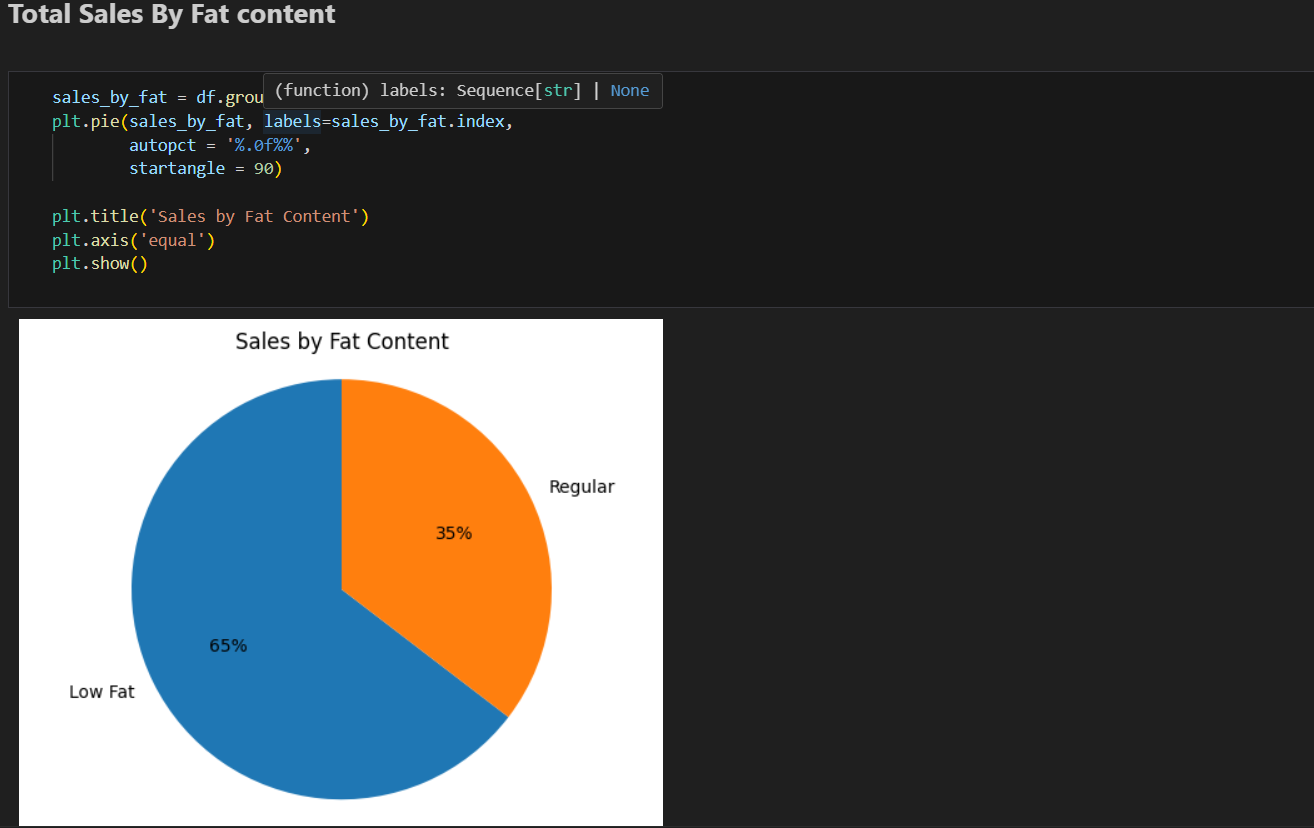 Total Sales By Fat content
sales_by_fat = df.grou
(function) labels: Sequence[str] | None
plt.pie(sales_by_fat, labels=sales_by_fat.index,
autopct = '%.0f%%',
startangle = 90)
plt.title('Sales by Fat Content')
plt.axis('equal')
plt.show()
Sales by Fat Content
Regular
35%
65%
Low Fat